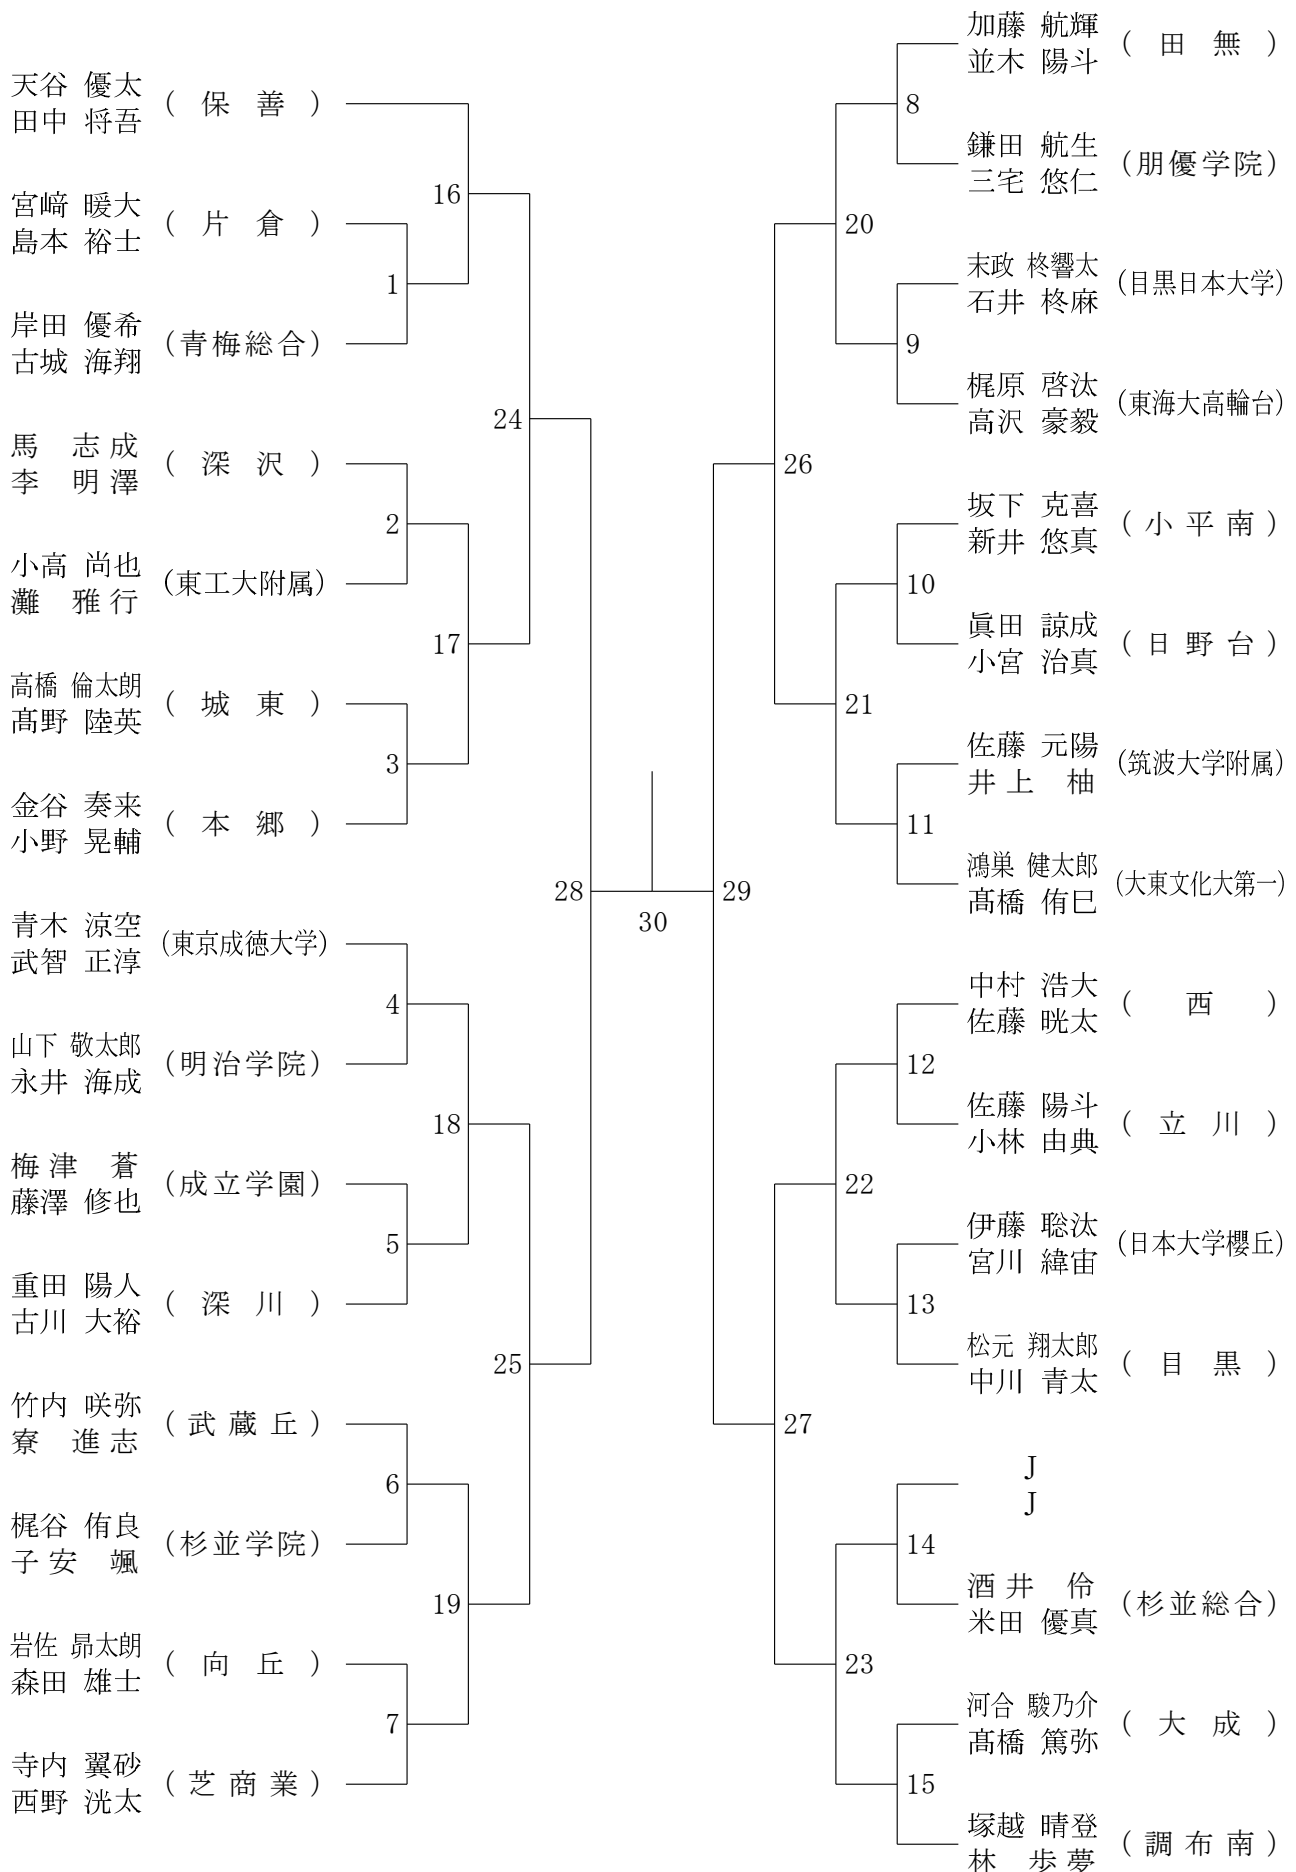 天谷 優太
田中 将吾
( 保 善 )
宮﨑 暖大
島本 裕士
( 片 倉 )
岸田 優希
古城 海翔
(青梅総合)
馬 志成
李 明澤
( 深 沢 )
小高 尚也
灘 雅行
(東工大附属)
高橋 倫太朗
髙野 陸英
( 城 東 )
金谷 奏来
小野 晃輔
( 本 郷 )
青木 涼空
武智 正淳
(東京成徳大学)
山下 敬太郎
永井 海成
(明治学院)
梅津 蒼
藤澤 修也
(成立学園)
重田 陽人
古川 大裕
( 深 川 )
竹内 咲弥
寮 進志
( 武 蔵 丘 )
梶谷 侑良
子安 颯
(杉並学院)
岩佐 昴太朗
森田 雄士
( 向 丘 )
寺内 翼砂
西野 洸太
( 芝 商 業 )
16
1
24
2
17
3
28
4
18
5
25
6
19
7
30
29
加藤 航輝
並木 陽斗
( 田 無 )
鎌田 航生
三宅 悠仁
(朋優学院)
末政 柊響太
石井 柊麻
(目黒日本大学)
梶原 啓汰
高沢 豪毅
(東海大高輪台)
坂下 克喜
新井 悠真
( 小 平 南 )
眞田 諒成
小宮 治真
( 日 野 台 )
佐藤 元陽
井上 柚
(筑波大学附属)
鴻巣 健太郎
髙橋 侑巳
(大東文化大第一)
中村 浩大
佐藤 晄太
( 西 )
佐藤 陽斗
小林 由典
( 立 川 )
伊藤 聡汰
宮川 緯宙
(日本大学櫻丘)
松元 翔太郎
中川 青太
( 目 黒 )
J
J
酒井 伶
米田 優真
(杉並総合)
河合 駿乃介
髙橋 篤弥
( 大 成 )
塚越 晴登
林 歩夢
( 調 布 南 )
8
20
9
26
10
21
11
12
22
13
27
14
23
15